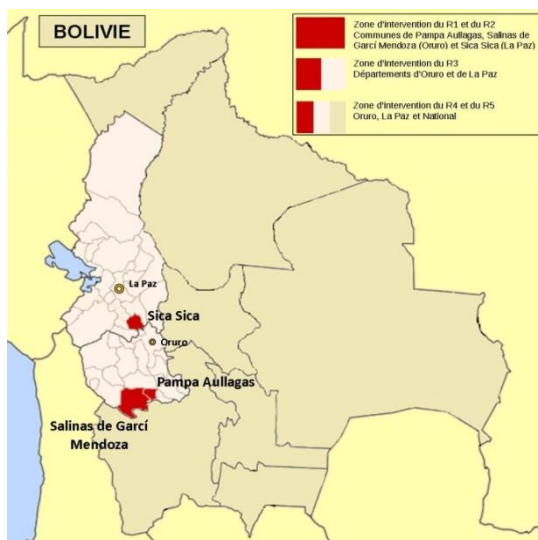 BOLIVIE
Zone d'intervention du R1 et du R2
Communes de Pampa Aullagas, Salinas de
Garcí Mendoza (Oruro) et Sica Sica (La Paz)
Zone d'intervention du R3
Départements d'Oruro et de La Paz
Zone d'intervention du R4 et du R5
Oruro, La Paz et National
La Paz
Sica Sica
Oruro
Pampa Aullagas
Salinas de Garcí
Mendoza